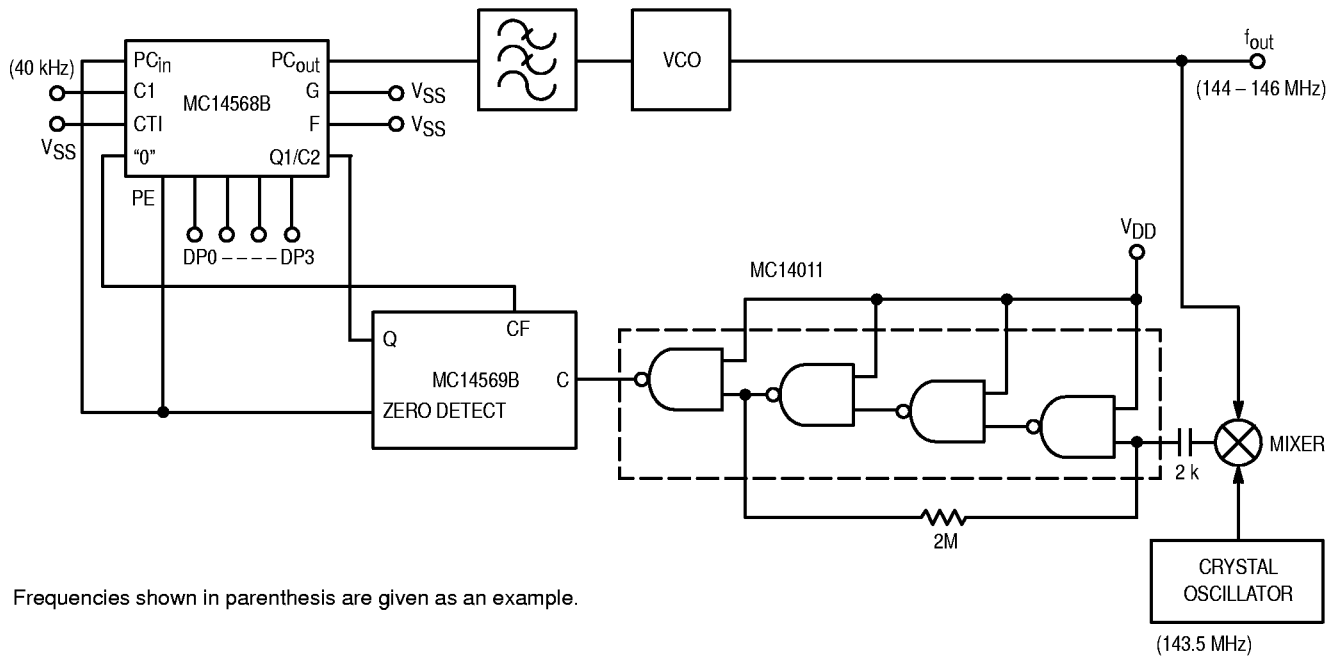 (40 kHz)
PCin
PCout
C1
MC14568B
G
VSS
CTI
F
VSS
VSS
"0"
Q1/C2
PE
DP0 – – – – DP3
VCO
fout
(144 – 146 MHz)
VDD
MC14011
CF
Q
MC14569B
C
ZERO DETECT
MIXER
2 k
2M
CRYSTAL
OSCILLATOR
(143.5 MHz)
Frequencies shown in parenthesis are given as an example.